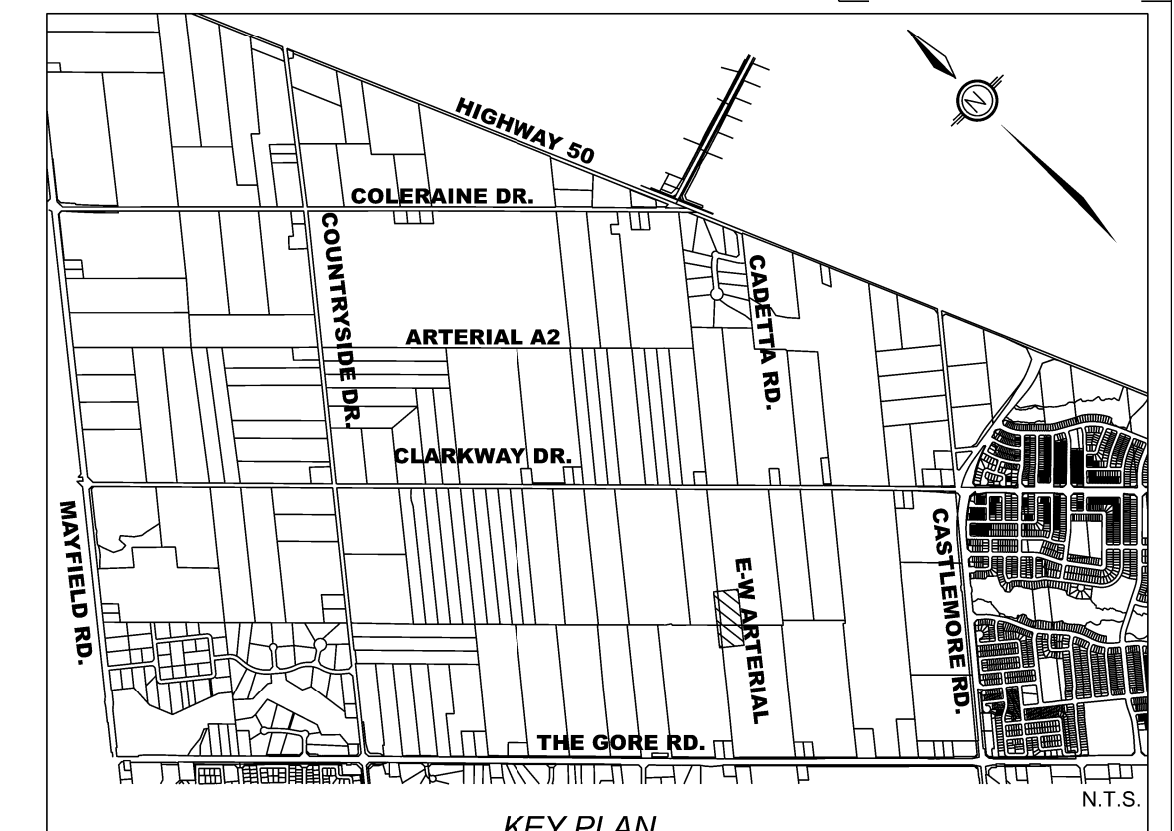 HIGHWAY 50
N
COLERAINE DR.
COUNTRYSIDE DR.
CADETTA RD.
ARTERIAL A2
CLARKWAY DR.
MAYFIELD RD.
CASTLEMORE RD.
E-W ARTERIAL
THE GORE RD.
N.T.S.
KEY PLAN